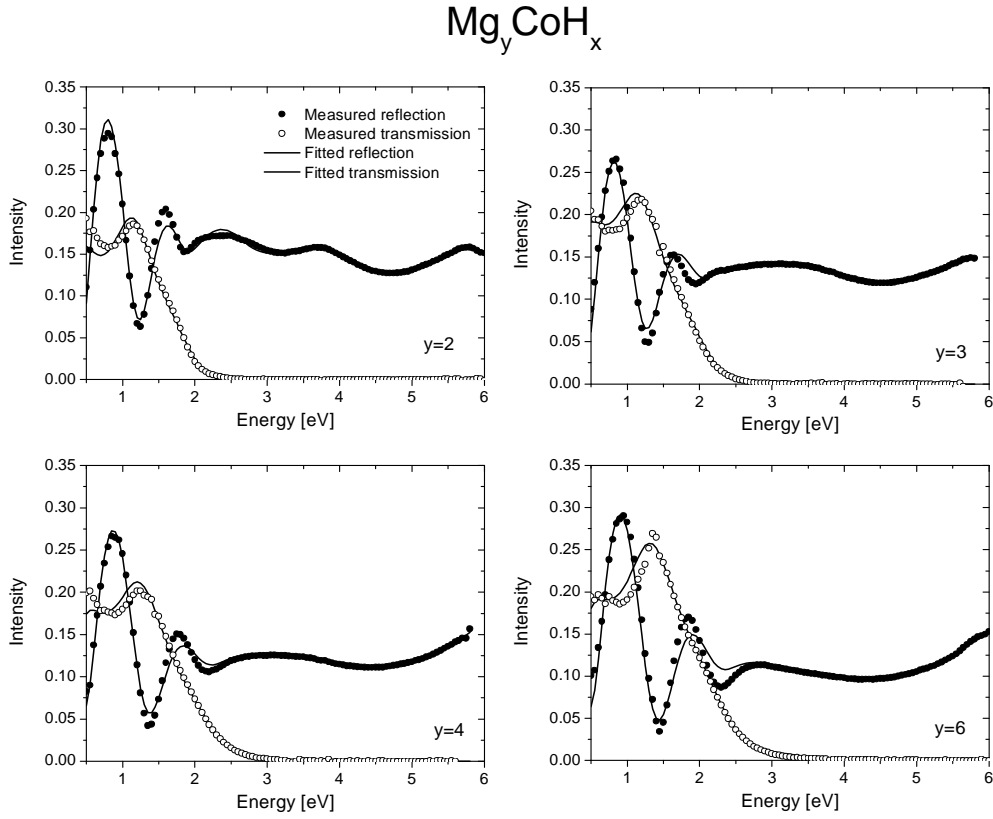 MgyCoHx
0.35
0.30
0.25
0.20
0.15
0.10
0.05
0.00
Intensity
Measured reflection
Measured transmission
Fitted reflection
Fitted transmission
y=2
1 2 3 4 5 6
Energy [eV]
0.35
0.30
0.25
0.20
0.15
0.10
0.05
0.00
Intensity
y=3
1 2 3 4 5 6
Energy [eV]
0.35
0.30
0.25
0.20
0.15
0.10
0.05
0.00
Intensity
y=4
1 2 3 4 5 6
Energy [eV]
0.35
0.30
0.25
0.20
0.15
0.10
0.05
0.00
Intensity
y=6
1 2 3 4 5 6
Energy [eV]